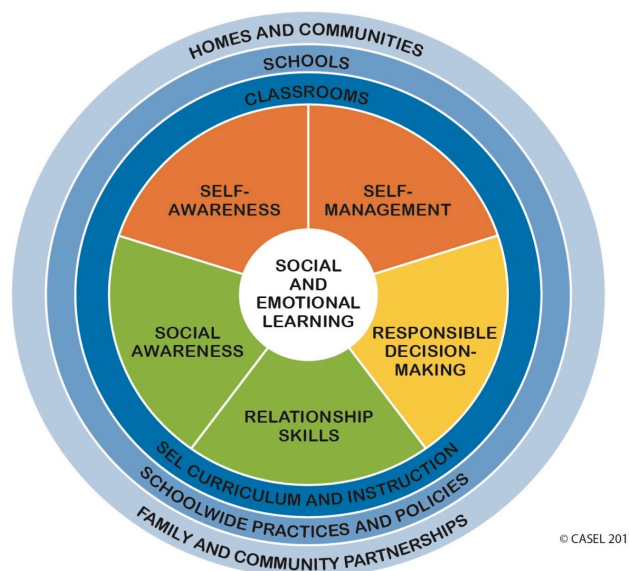 HOMES AND COMMUNITIES
SCHOOLS
CLASSROOMS
SELF-
AWARENESS
SELF-
MANAGEMENT
SOCIAL
AND
EMOTIONAL
LEARNING
SOCIAL
AWARENESS
RESPONSIBLE
DECISION-
MAKING
RELATIONSHIP
SKILLS
SEL CURRICULUM AND INSTRUCTION
SCHOOLWIDE PRACTICES AND POLICIES
FAMILY AND COMMUNITY PARTNERSHIPS
© CASEL 201